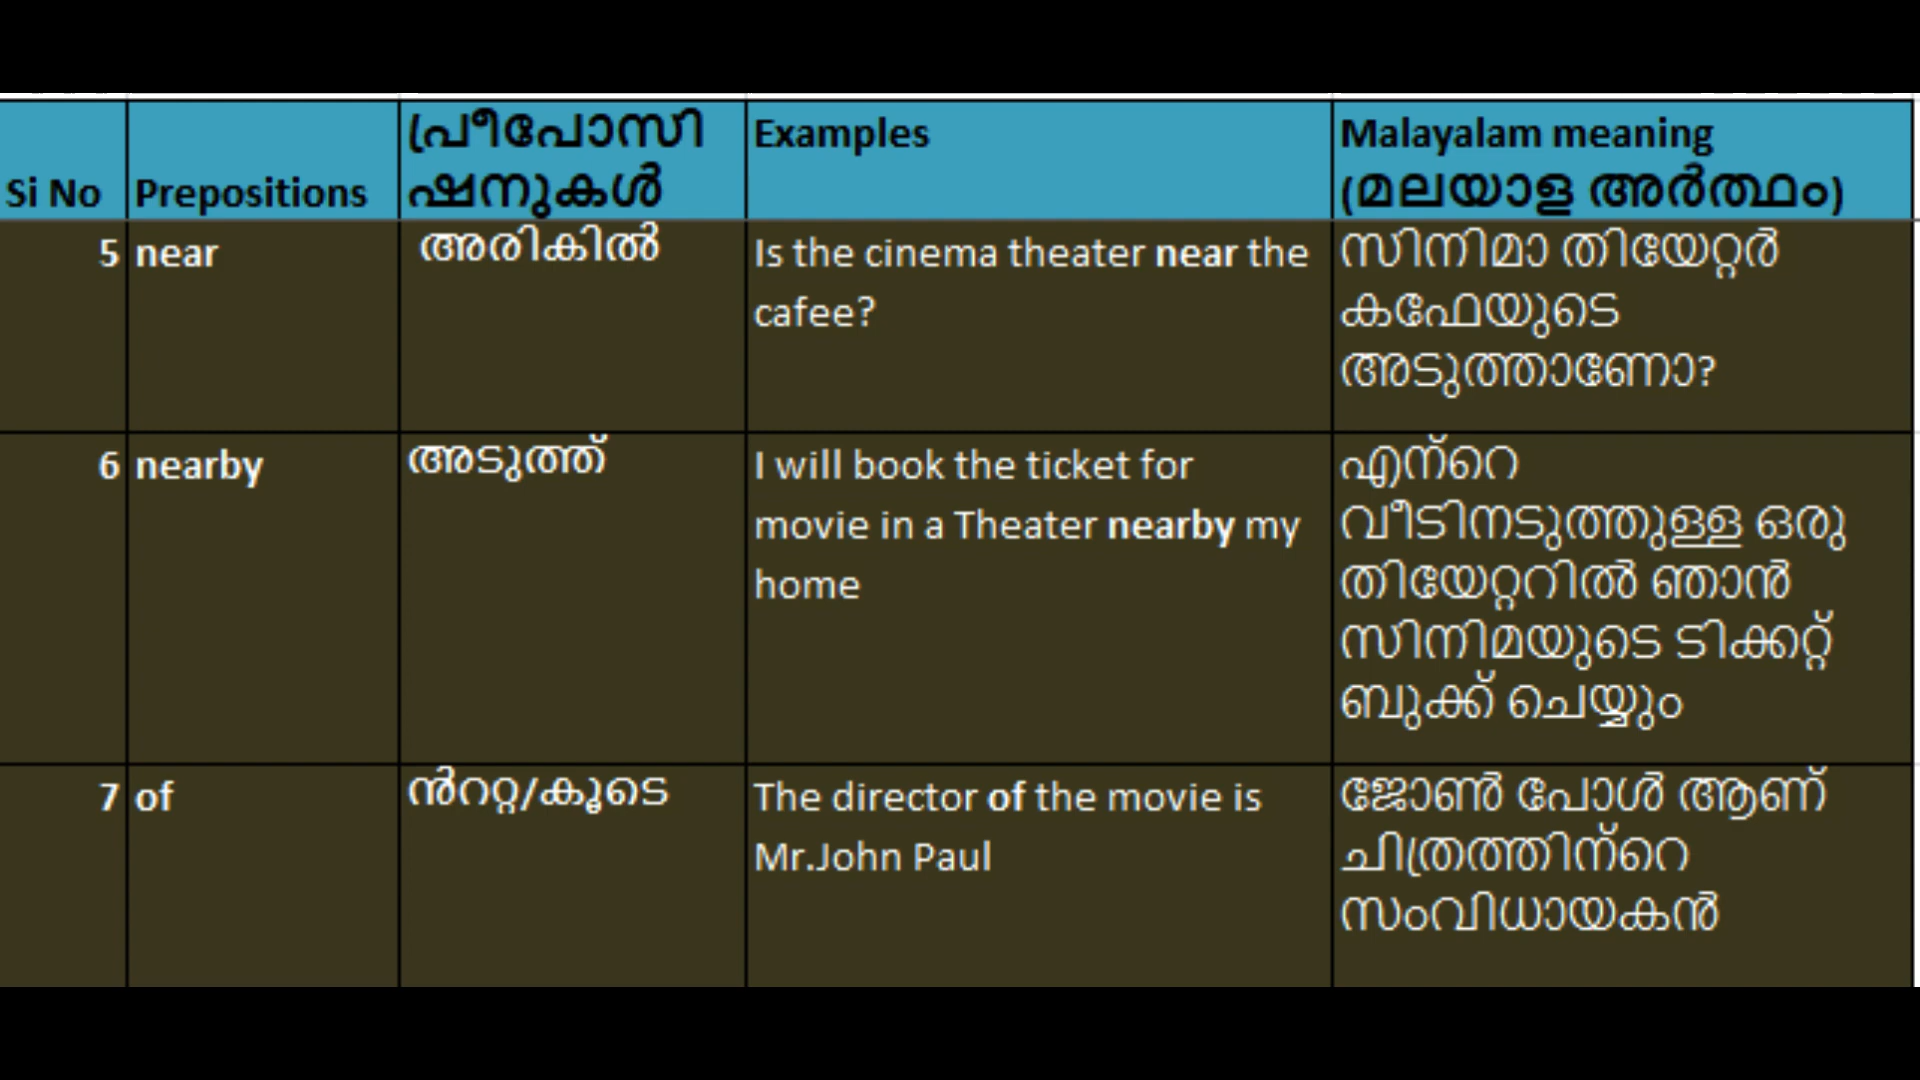 Si No
Prepositions
പ്രീപോസി
ഷനുകൾ
Examples
Malayalam meaning
(മലയാള അർത്ഥം)
5
near
അരികിൽ
Is the cinema theater near the
cafee?
സിനിമാ തിയേറ്റർ
കഫേയുടെ
അടുത്താണോ?
6
nearby
അടുത്ത്
I will book the ticket for
movie in a Theater nearby my
home
എന്റെ
വീടിനടുത്തുള്ള ഒരു
തിയേറ്ററിൽ ഞാൻ
സിനിമയുടെ ടിക്കറ്റ്
ബുക്ക് ചെയ്യും
7
of
ൻററ്റ/കൂടെ
The director of the movie is
Mr.John Paul
ജോൺ പോൾ ആണ്
ചിത്രത്തിന്റെ
സംവിധായകൻ